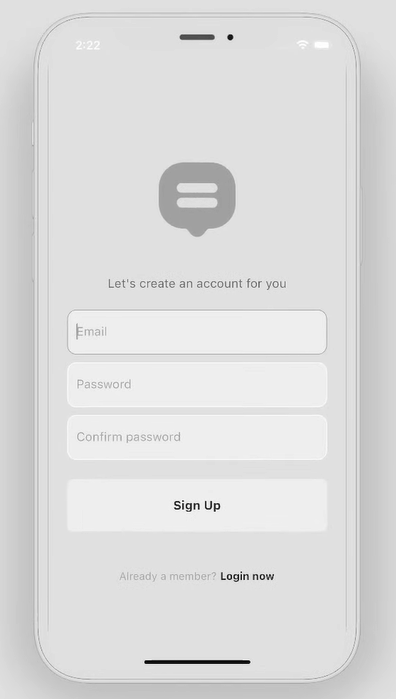 2:22
Let's create an account for you
Email
Password
Confirm password
Sign Up
Already a member? Login now